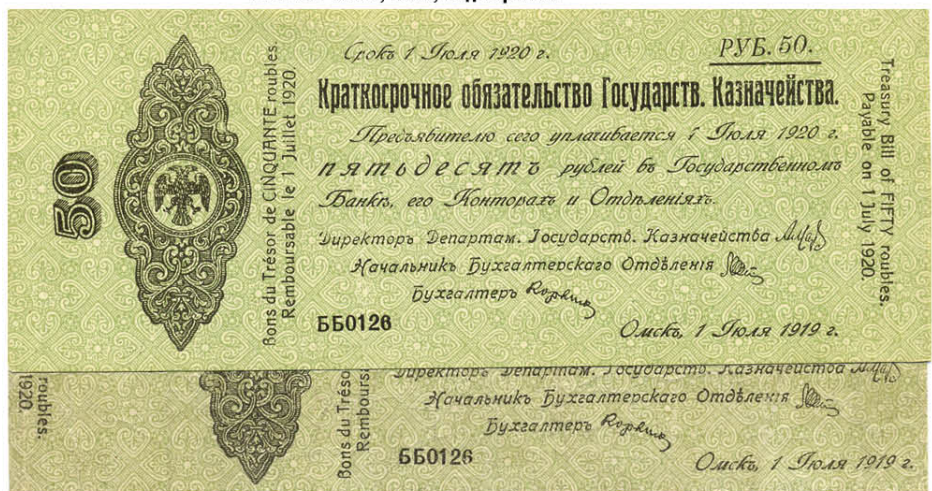 50
Bons du Trésor de CINQUANTE roubles.
Remboursable le 1 Juillet 1920.
Срокъ 1 Іюля 1920 г.
РУБ. 50.
Краткосрочное обязательство Государств. Казначейства.
Предъявителю сего уплачивается 1 Іюля 1920 г.
пятьдесятъ рублей въ Государственномъ
Банкѣ, его Конторахъ и Отдѣленіяхъ.
Директоръ Департам. Государств. Казначейства
Начальникъ Бухгалтерскаго Отдѣленія
Бухгалтеръ
ББ0126
Омскъ, 1 Іюля 1919 г.
Treasury Bill of FIFTY roubles.
Payable on 1 July 1920.
roubles.
1920.
Bons du Tréso
Rembours.
Директоръ Департам. Государств. Казначейства
Начальникъ Бухгалтерскаго Отдѣленія
Бухгалтеръ
ББ0126
Омскъ, 1 Іюля 1919 г.